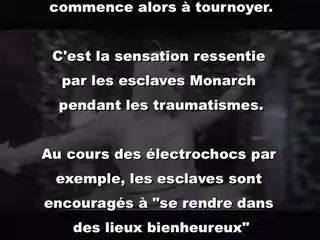 commence alors à tournoyer.
C'est la sensation ressentie
par les esclaves Monarch
pendant les traumatismes.
Au cours des électrochocs par
exemple, les esclaves sont
encouragés à "se rendre dans
des lieux bienheureux"